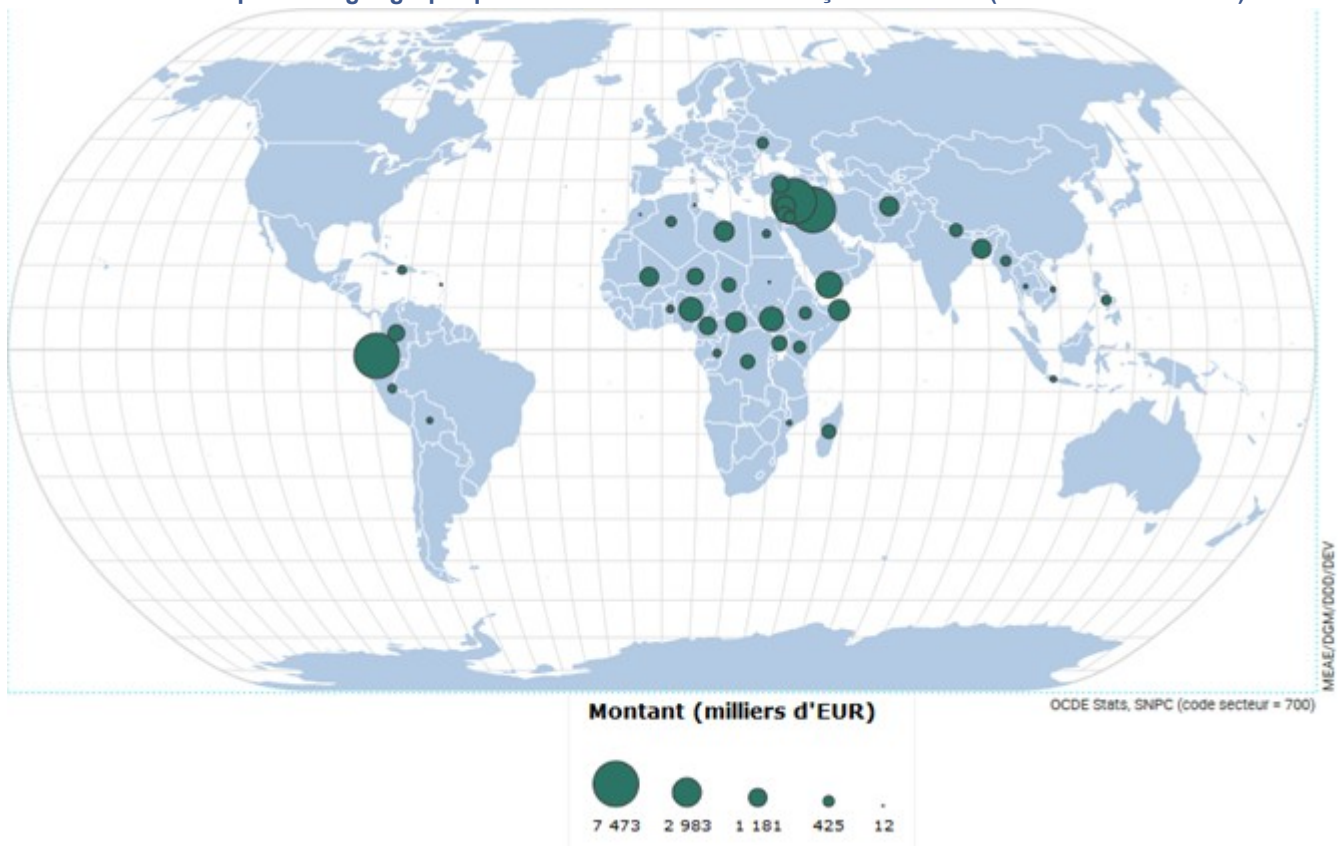 MEAE/DGM/DOD/DEV
OCDE Stats, SNPC (code secteur = 700)
Montant (milliers d'EUR)
7 473 2 983 1 181 425 12